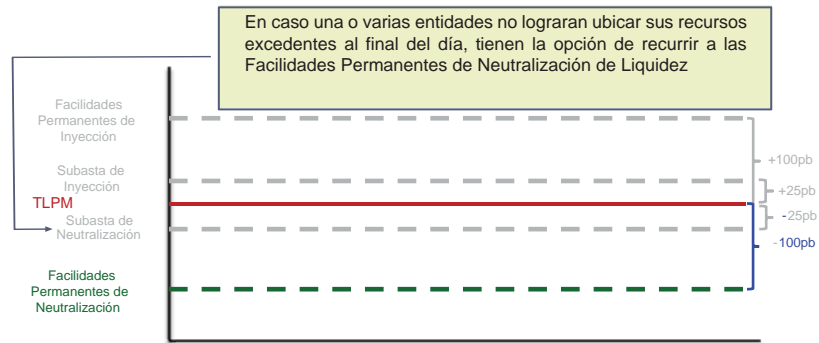 En caso una o varias entidades no lograran ubicar sus recursos
excedentes al final del día, tienen la opción de recurrir a las
Facilidades Permanentes de Neutralización de Liquidez
Facilidades
Permanentes de
Inyección
+100pb
Subasta de
Inyección
+25pb
TLPM
Subasta de
Neutralización
-25pb
-100pb
Facilidades
Permanentes de
Neutralización